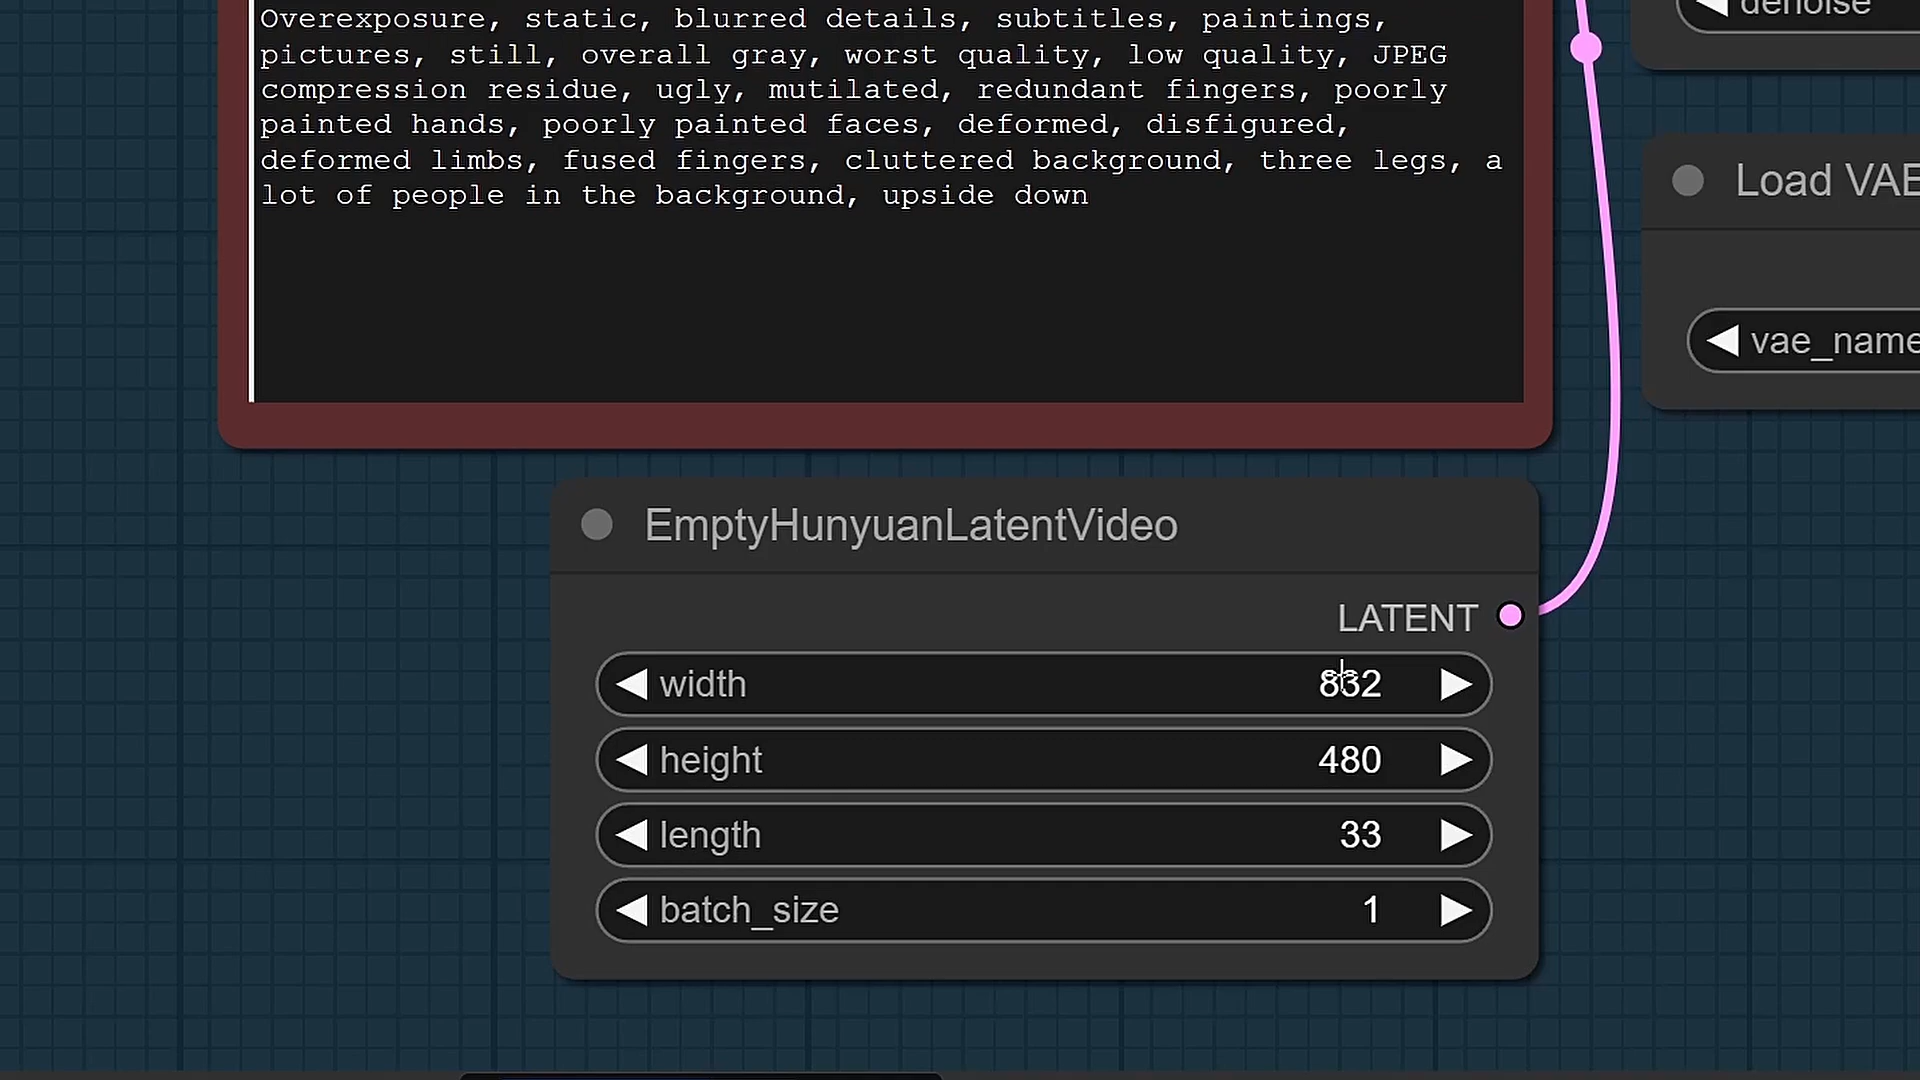 Overexposure, static, blurred details, subtitles, paintings,
pictures, still, overall gray, worst quality, low quality, JPEG
compression residue, ugly, mutilated, redundant fingers, poorly
painted hands, poorly painted faces, deformed, disfigured,
deformed limbs, fused fingers, cluttered background, three legs, a
lot of people in the background, upside down
denoise
Load VAE
vae_name
EmptyHunyuanLatentVideo
LATENT
width 832
height 480
length 33
batch_size 1